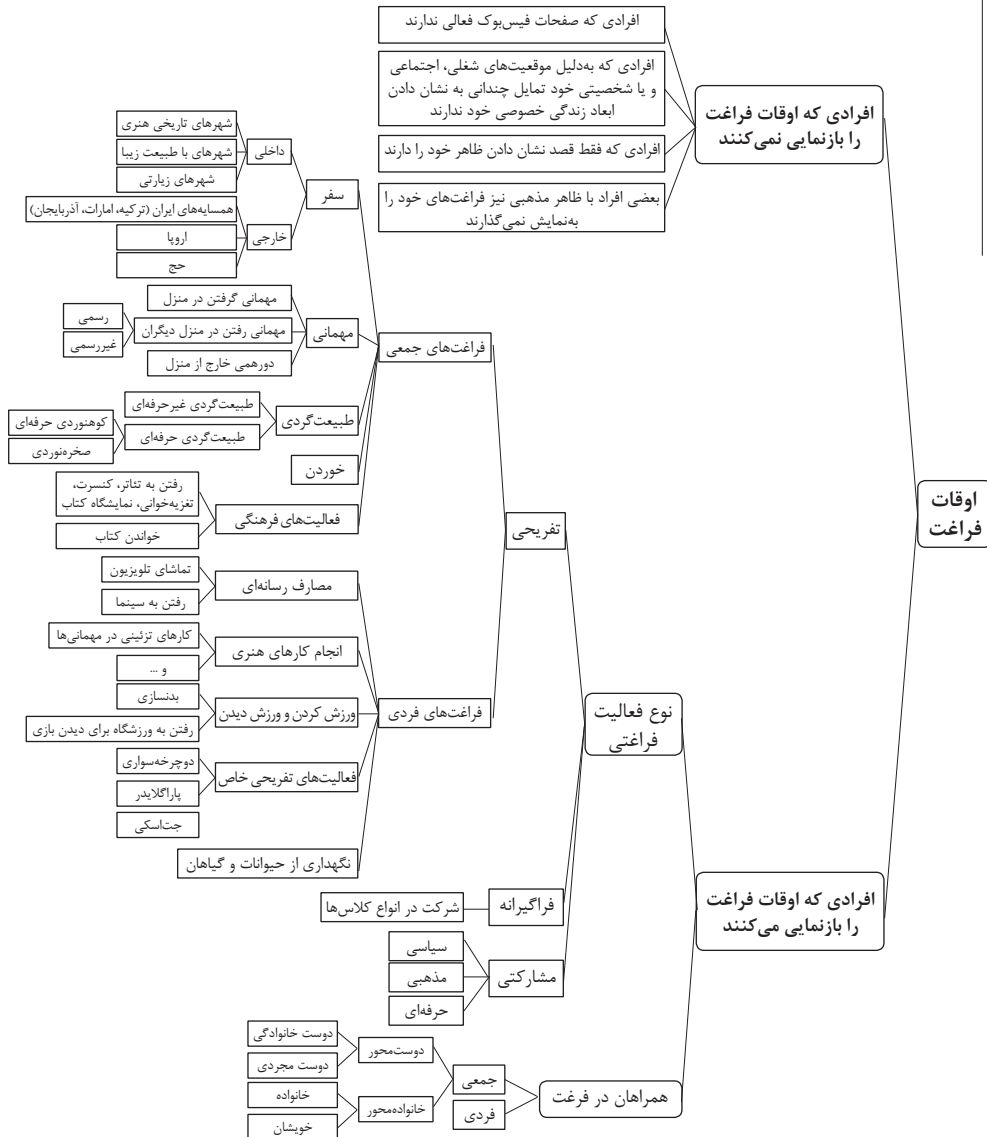 اوقات
فراغت
افرادی که اوقات فراغت
را بازنمایی نمی‌کنند
افرادی که صفحات فیس‌بوک فعالی ندارند
افرادی که به‌دلیل موقعیت‌های شغلی، اجتماعی
و یا شخصیتی خود تمایل چندانی به نشان دادن
ابعاد زندگی خصوصی خود ندارند
افرادی که فقط قصد نشان دادن ظاهر خود را دارند
بعضی افراد با ظاهر مذهبی نیز فراغت‌های خود را
به‌نمایش نمی‌گذارند
افرادی که اوقات فراغت
را بازنمایی می‌کنند
نوع فعالیت
فراغتی
تفریحی
فراغت‌های جمعی
سفر
داخلی
شهرهای تاریخی هنری
شهرهای با طبیعت زیبا
شهرهای زیارتی
خارجی
همسایه‌های ایران (ترکیه، امارات، آذربایجان)
اروپا
حج
مهمانی
مهمانی گرفتن در منزل
مهمانی رفتن در منزل دیگران
رسمی
غیررسمی
دورهمی خارج از منزل
طبیعت‌گردی
طبیعت‌گردی غیرحرفه‌ای
طبیعت‌گردی حرفه‌ای
کوهنوردی حرفه‌ای
صخره‌نوردی
خوردن
فعالیت‌های فرهنگی
رفتن به تئاتر، کنسرت،
تغزیه‌خوانی، نمایشگاه کتاب
خواندن کتاب
فراغت‌های فردی
مصارف رسانه‌ای
تماشای تلویزیون
رفتن به سینما
انجام کارهای هنری
کارهای تزئینی در مهمانی‌ها
و ...
ورزش کردن و ورزش دیدن
بدنسازی
رفتن به ورزشگاه برای دیدن بازی
فعالیت‌های تفریحی خاص
دوچرخه‌سواری
پاراگلایدر
جت‌اسکی
نگهداری از حیوانات و گیاهان
فراگیرانه
شرکت در انواع کلاس‌ها
مشارکتی
سیاسی
مذهبی
حرفه‌ای
همراهان در فرغت
جمعی
دوست‌محور
دوست خانوادگی
دوست مجردی
خانواده‌محور
خانواده
خویشان
فردی